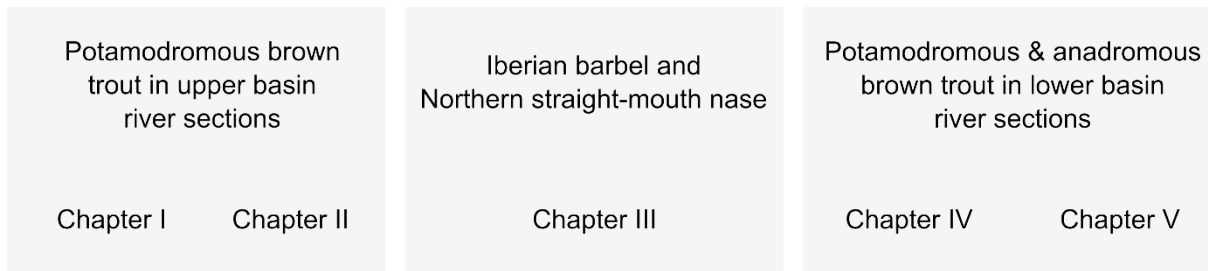 Potamodromous brown
trout in upper basin
river sections
Chapter I
Chapter II
Iberian barbel and
Northern straight-mouth nase
Chapter III
Potamodromous & anadromous
brown trout in lower basin
river sections
Chapter IV
Chapter V